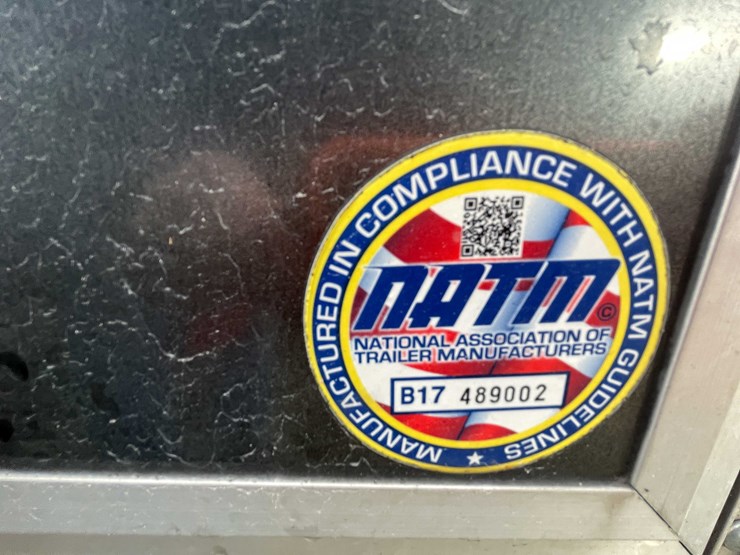 MANUFACTURED IN COMPLIANCE WITH NATM GUIDELINES
NATM©
NATIONAL ASSOCIATION OF
TRAILER MANUFACTURERS
B17 489002